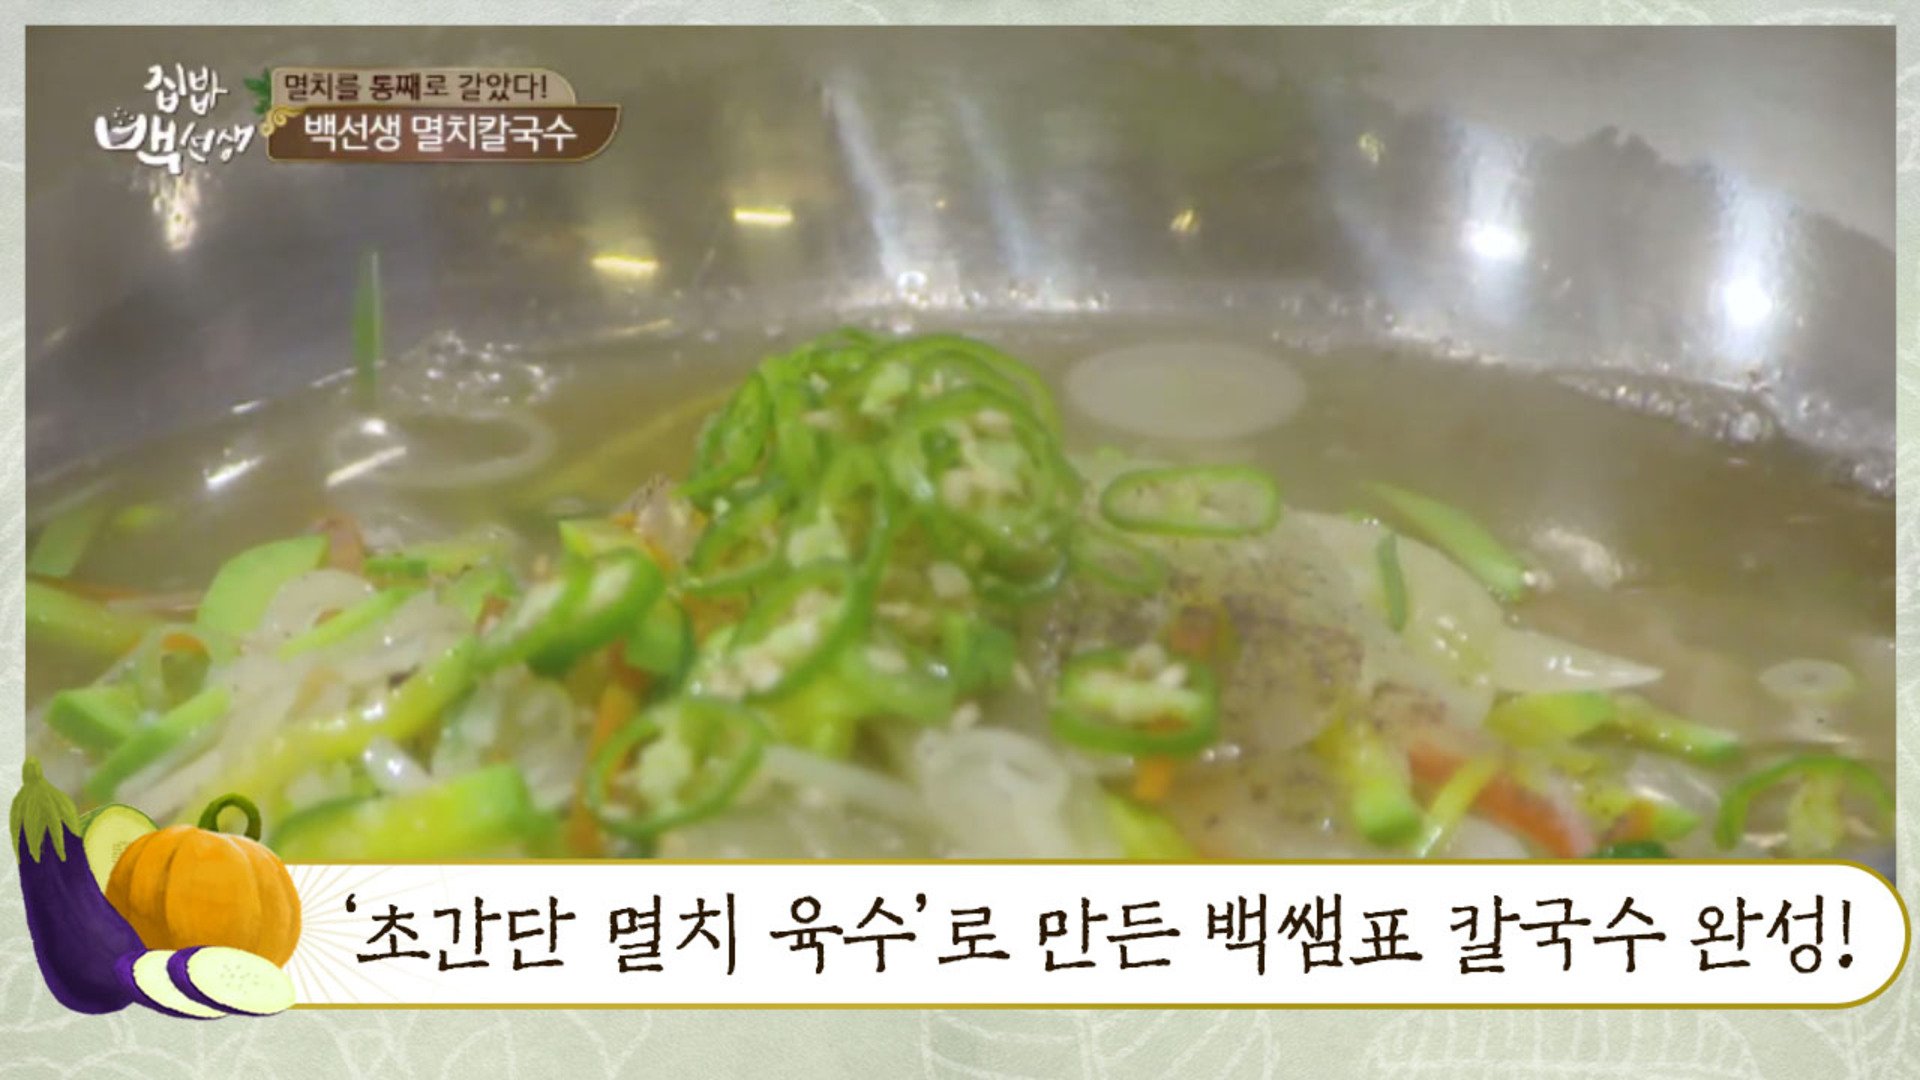 집밥
백선생
멸치를 통째로 갈았다!
백선생 멸치칼국수
‘초간단 멸치 육수’로 만든 백쌤표 칼국수 완성!